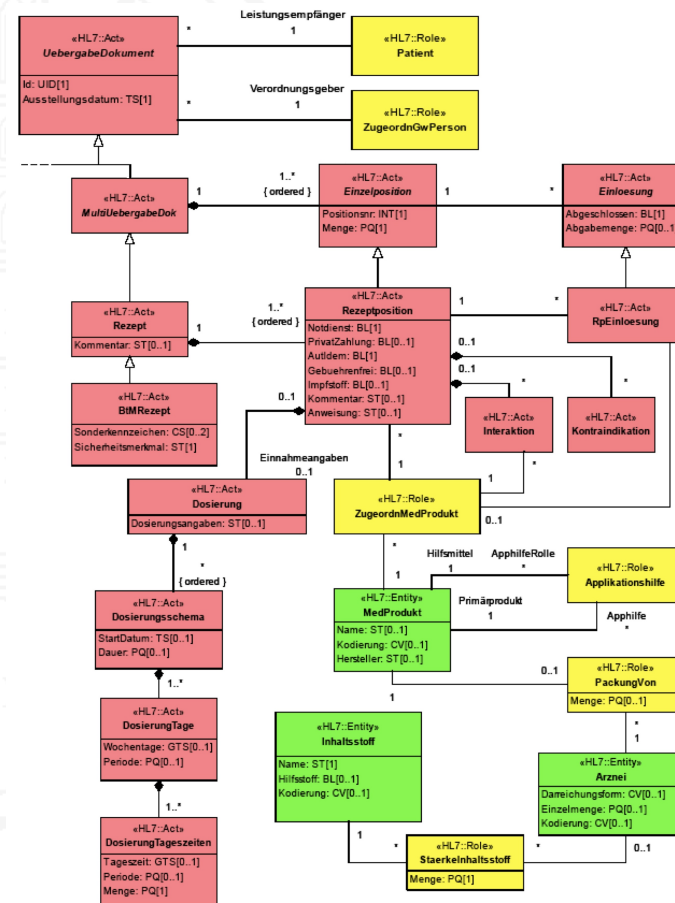 Leistungsempfänger
«HL7::Act»
UebergabeDokument
Id: UID[1]
Ausstellungsdatum: TS[1]
*
1
«HL7::Role»
Patient
Verordnungsgeber
*
1
«HL7::Role»
ZugeordnGwPerson
«HL7::Act»
MultiUebergabeDok
1
1..*
{ ordered }
«HL7::Act»
Einzelposition
Positionsnr: INT[1]
Menge: PQ[1]
1
*
«HL7::Act»
Einloesung
Abgeschlossen: BL[1]
Abgabemenge: PQ[0..1
«HL7::Act»
Rezept
Kommentar: ST[0..1]
1
1..*
{ ordered }
«HL7::Act»
Rezeptposition
Notdienst: BL[1]
PrivatZahlung: BL[0..1]
AutIdem: BL[1]
Gebuehrenfrei: BL[0..1]
Impfstoff: BL[0..1]
Kommentar: ST[0..1]
Anweisung: ST[0..1]
1
*
«HL7::Act»
RpEinloesung
0..1
0..1
*
*
«HL7::Act»
BtMRezept
Sonderkennzeichen: CS[0..2]
Sicherheitsmerkmal: ST[1]
0..1
«HL7::Act»
Interaktion
«HL7::Act»
Kontraindikation
Einnahmeangaben
0..1
*
1
*
1
0..1
«HL7::Act»
Dosierung
Dosierungsangaben: ST[0..1]
«HL7::Role»
ZugeordnMedProdukt
1
*
{ ordered }
*
1
Hilfsmittel
1
ApphilfeRolle
*
«HL7::Role»
Applikationshilfe
«HL7::Act»
Dosierungsschema
StartDatum: TS[0..1]
Dauer: PQ[0..1]
«HL7::Entity»
MedProdukt
Name: ST[0..1]
Kodierung: CV[0..1]
Hersteller: ST[0..1]
Primärprodukt
1
Apphilfe
*
1..*
1
0..1
«HL7::Role»
PackungVon
Menge: PQ[0..1]
«HL7::Act»
DosierungTage
Wochentage: GTS[0..1]
Periode: PQ[0..1]
«HL7::Entity»
Inhaltsstoff
Name: ST[1]
Hilfsstoff: BL[0..1]
Kodierung: CV[0..1]
*
1
«HL7::Entity»
Arznei
Darreichungsform: CV[0..1]
Einzelmenge: PQ[0..1]
Kodierung: CV[0..1]
1..*
«HL7::Act»
DosierungTageszeiten
Tageszeit: GTS[0..1]
Periode: PQ[0..1]
Menge: PQ[1]
1
*
«HL7::Role»
StaerkeInhaltsstoff
Menge: PQ[1]
*
0..1